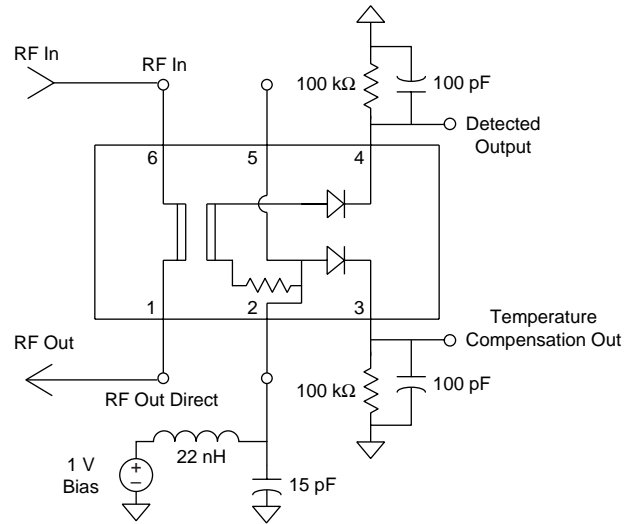 RF In
RF In
100 kΩ
100 pF
Detected
Output
6
5
4
1
2
3
RF Out
RF Out Direct
Temperature
Compensation Out
100 kΩ
100 pF
22 nH
1 V
Bias
+
–
15 pF